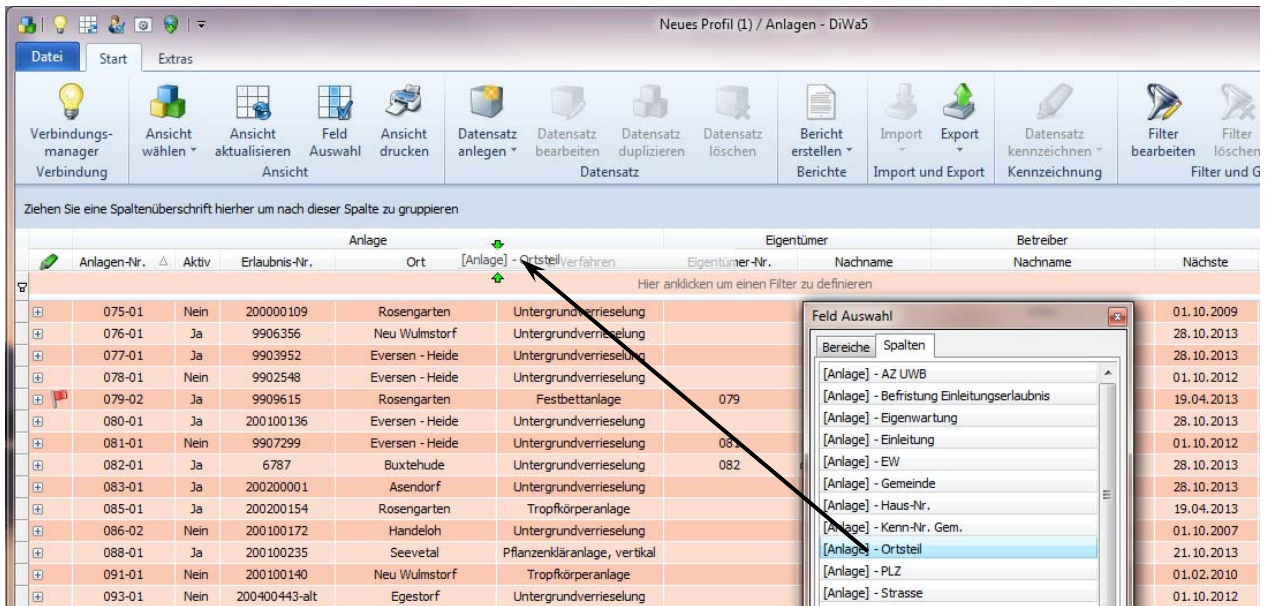 Neues Profil (1) / Anlagen - DiWa5
Datei Start Extras
Verbindungs-manager
Ansicht wählen
Ansicht aktualisieren
Feld Auswahl
Ansicht drucken
Datensatz anlegen
Datensatz bearbeiten
Datensatz duplizieren
Datensatz löschen
Bericht erstellen
Import
Export
Datensatz kennzeichnen
Filter bearbeiten
Filter löschen
Verbindung Ansicht Datensatz Berichte Import und Export Kennzeichnung Filter und G
Ziehen Sie eine Spaltenüberschrift hierher um nach dieser Spalte zu gruppieren
Anlage Eigentümer Betreiber
Anlagen-Nr. Aktiv Erlaubnis-Nr. Ort [Anlage] - Ortsteil Verfahren Eigentümer-Nr. Nachname Nachname Nächste
Hier anklicken um einen Filter zu definieren
075-01 Nein 200000109 Rosengarten Untergrundverrieselung 01.10.2009
076-01 Ja 9906356 Neu Wulmstorf Untergrundverrieselung 28.10.2013
077-01 Ja 9903952 Eversen - Heide Untergrundverrieselung 28.10.2013
078-01 Nein 9902548 Eversen - Heide Untergrundverrieselung 01.10.2012
079-02 Ja 9909615 Rosengarten Festbettanlage 079 19.04.2013
080-01 Ja 200100136 Eversen - Heide Untergrundverrieselung 28.10.2013
081-01 Nein 9907299 Eversen - Heide Untergrundverrieselung 081 01.10.2012
082-01 Ja 6787 Buxtehude Untergrundverrieselung 082 28.10.2013
083-01 Ja 200200001 Asendorf Untergrundverrieselung 28.10.2013
085-01 Ja 200200154 Rosengarten Tropfkörperanlage 19.04.2013
086-02 Nein 200100172 Handeloh Untergrundverrieselung 01.10.2007
088-01 Ja 200100235 Seevetal Pflanzenkläranlage, vertikal 21.10.2013
091-01 Nein 200100140 Neu Wulmstorf Tropfkörperanlage 01.02.2010
093-01 Nein 200400443-alt Egestorf Untergrundverrieselung 01.10.2012
Feld Auswahl
Bereiche Spalten
[Anlage] - AZ UWB
[Anlage] - Befristung Einleitungserlaubnis
[Anlage] - Eigenwartung
[Anlage] - Einleitung
[Anlage] - EW
[Anlage] - Gemeinde
[Anlage] - Haus-Nr.
[Anlage] - Kenn-Nr. Gem.
[Anlage] - Ortsteil
[Anlage] - PLZ
[Anlage] - Strasse